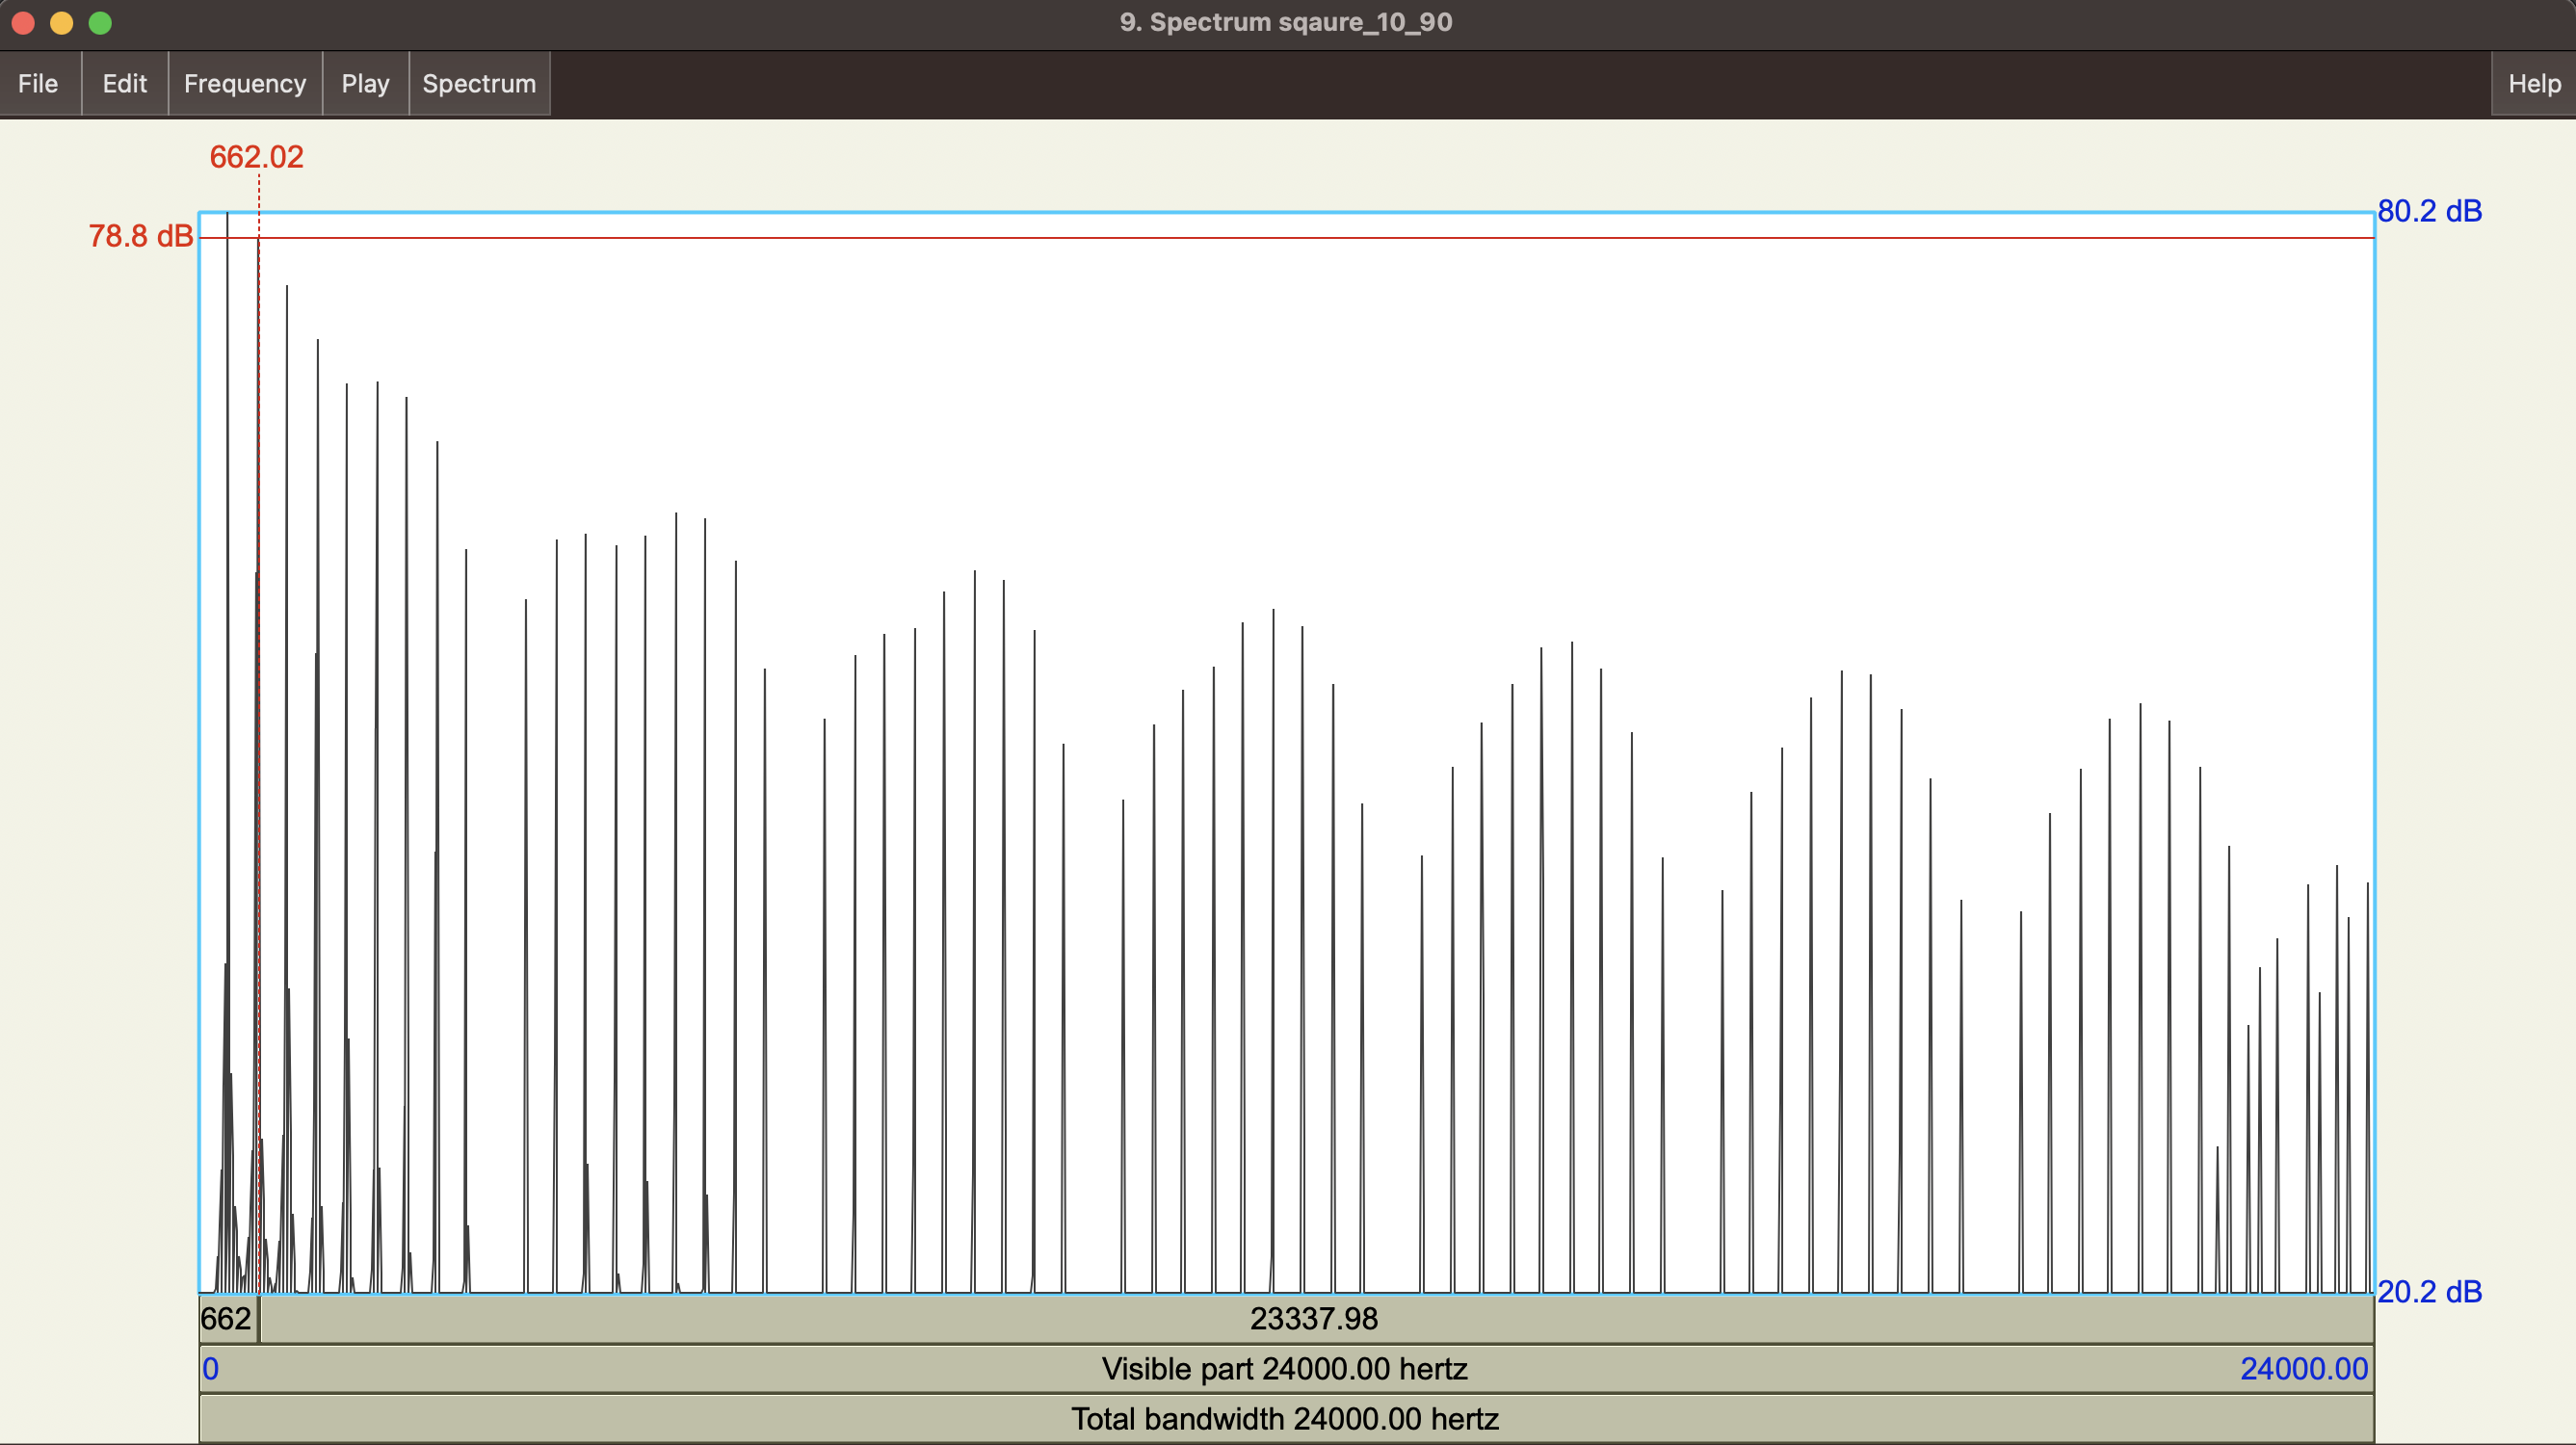 9. Spectrum sqaure_10_90
File Edit Frequency Play Spectrum Help
662.02
80.2 dB
78.8 dB
20.2 dB
662 23337.98
0 Visible part 24000.00 hertz 24000.00
Total bandwidth 24000.00 hertz